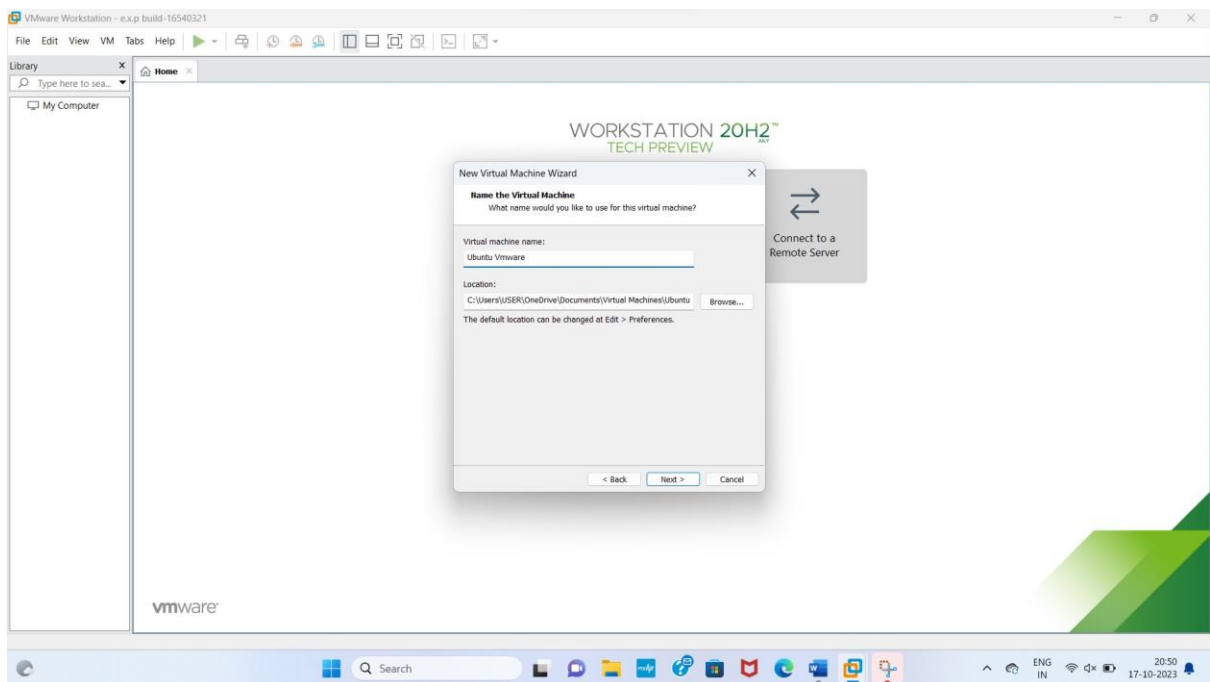 VMware Workstation - e.x.p build-16540321
File Edit View VM Tabs Help
Library X
Home
Type here to sea...
My Computer
WORKSTATION 20H2™
TECH PREVIEW
New Virtual Machine Wizard
Name the Virtual Machine
What name would you like to use for this virtual machine?
Virtual machine name:
Ubuntu Vmware
Location:
C:\Users\USER\OneDrive\Documents\Virtual Machines\Ubuntu
Browse...
The default location can be changed at Edit > Preferences.
< Back Next > Cancel
Connect to a
Remote Server
vmware
Search
ENG
IN
20:50
17-10-2023